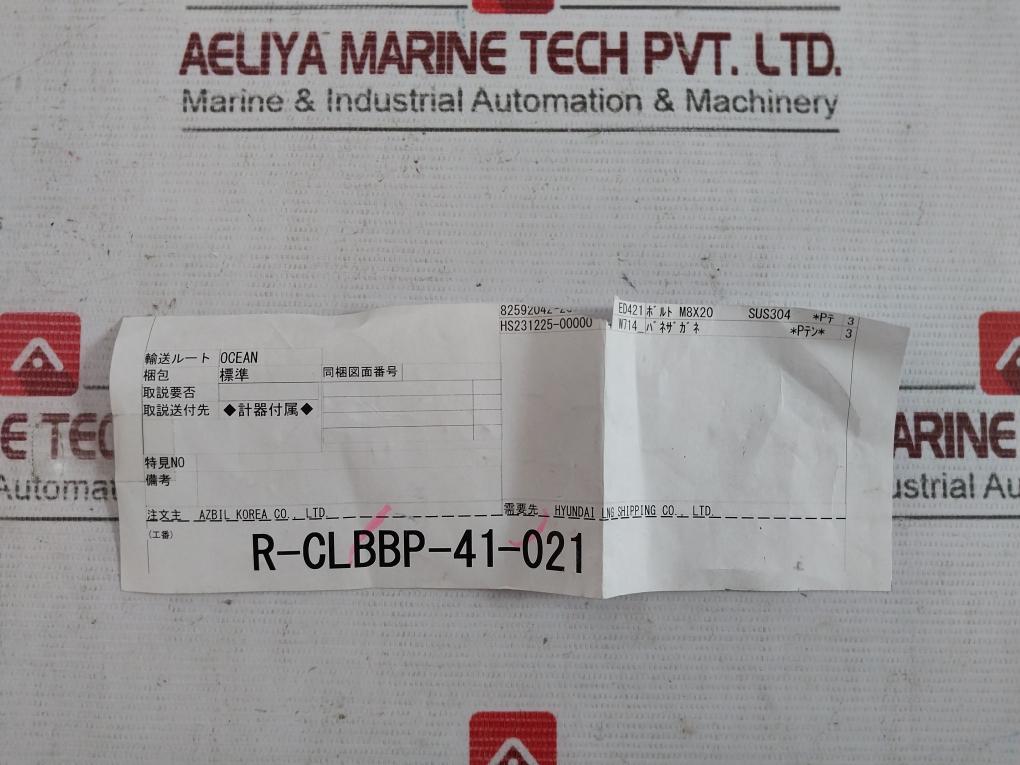 AELIYA MARINE TECH PVT. LTD.
Marine & Industrial Automation & Machinery
HS231225-00000
ED421 ﾎﾞﾙﾄ M8X20 SUS304 *Pﾃ 3
W714 ﾊﾞﾈｻﾞｶﾞﾈ *Pﾃﾝ* 3
輸送ルート OCEAN
梱包 標準 同梱図面番号
取説要否
取説送付先 ◆計器付属◆
特見NO
備考
注文主 AZBIL KOREA CO., LTD. 需要先 HYUNDAI LNG SHIPPING CO., LTD.
(工番)
R-CLBBP-41-021
E TEC
Automa
ARINE
ustrial Au